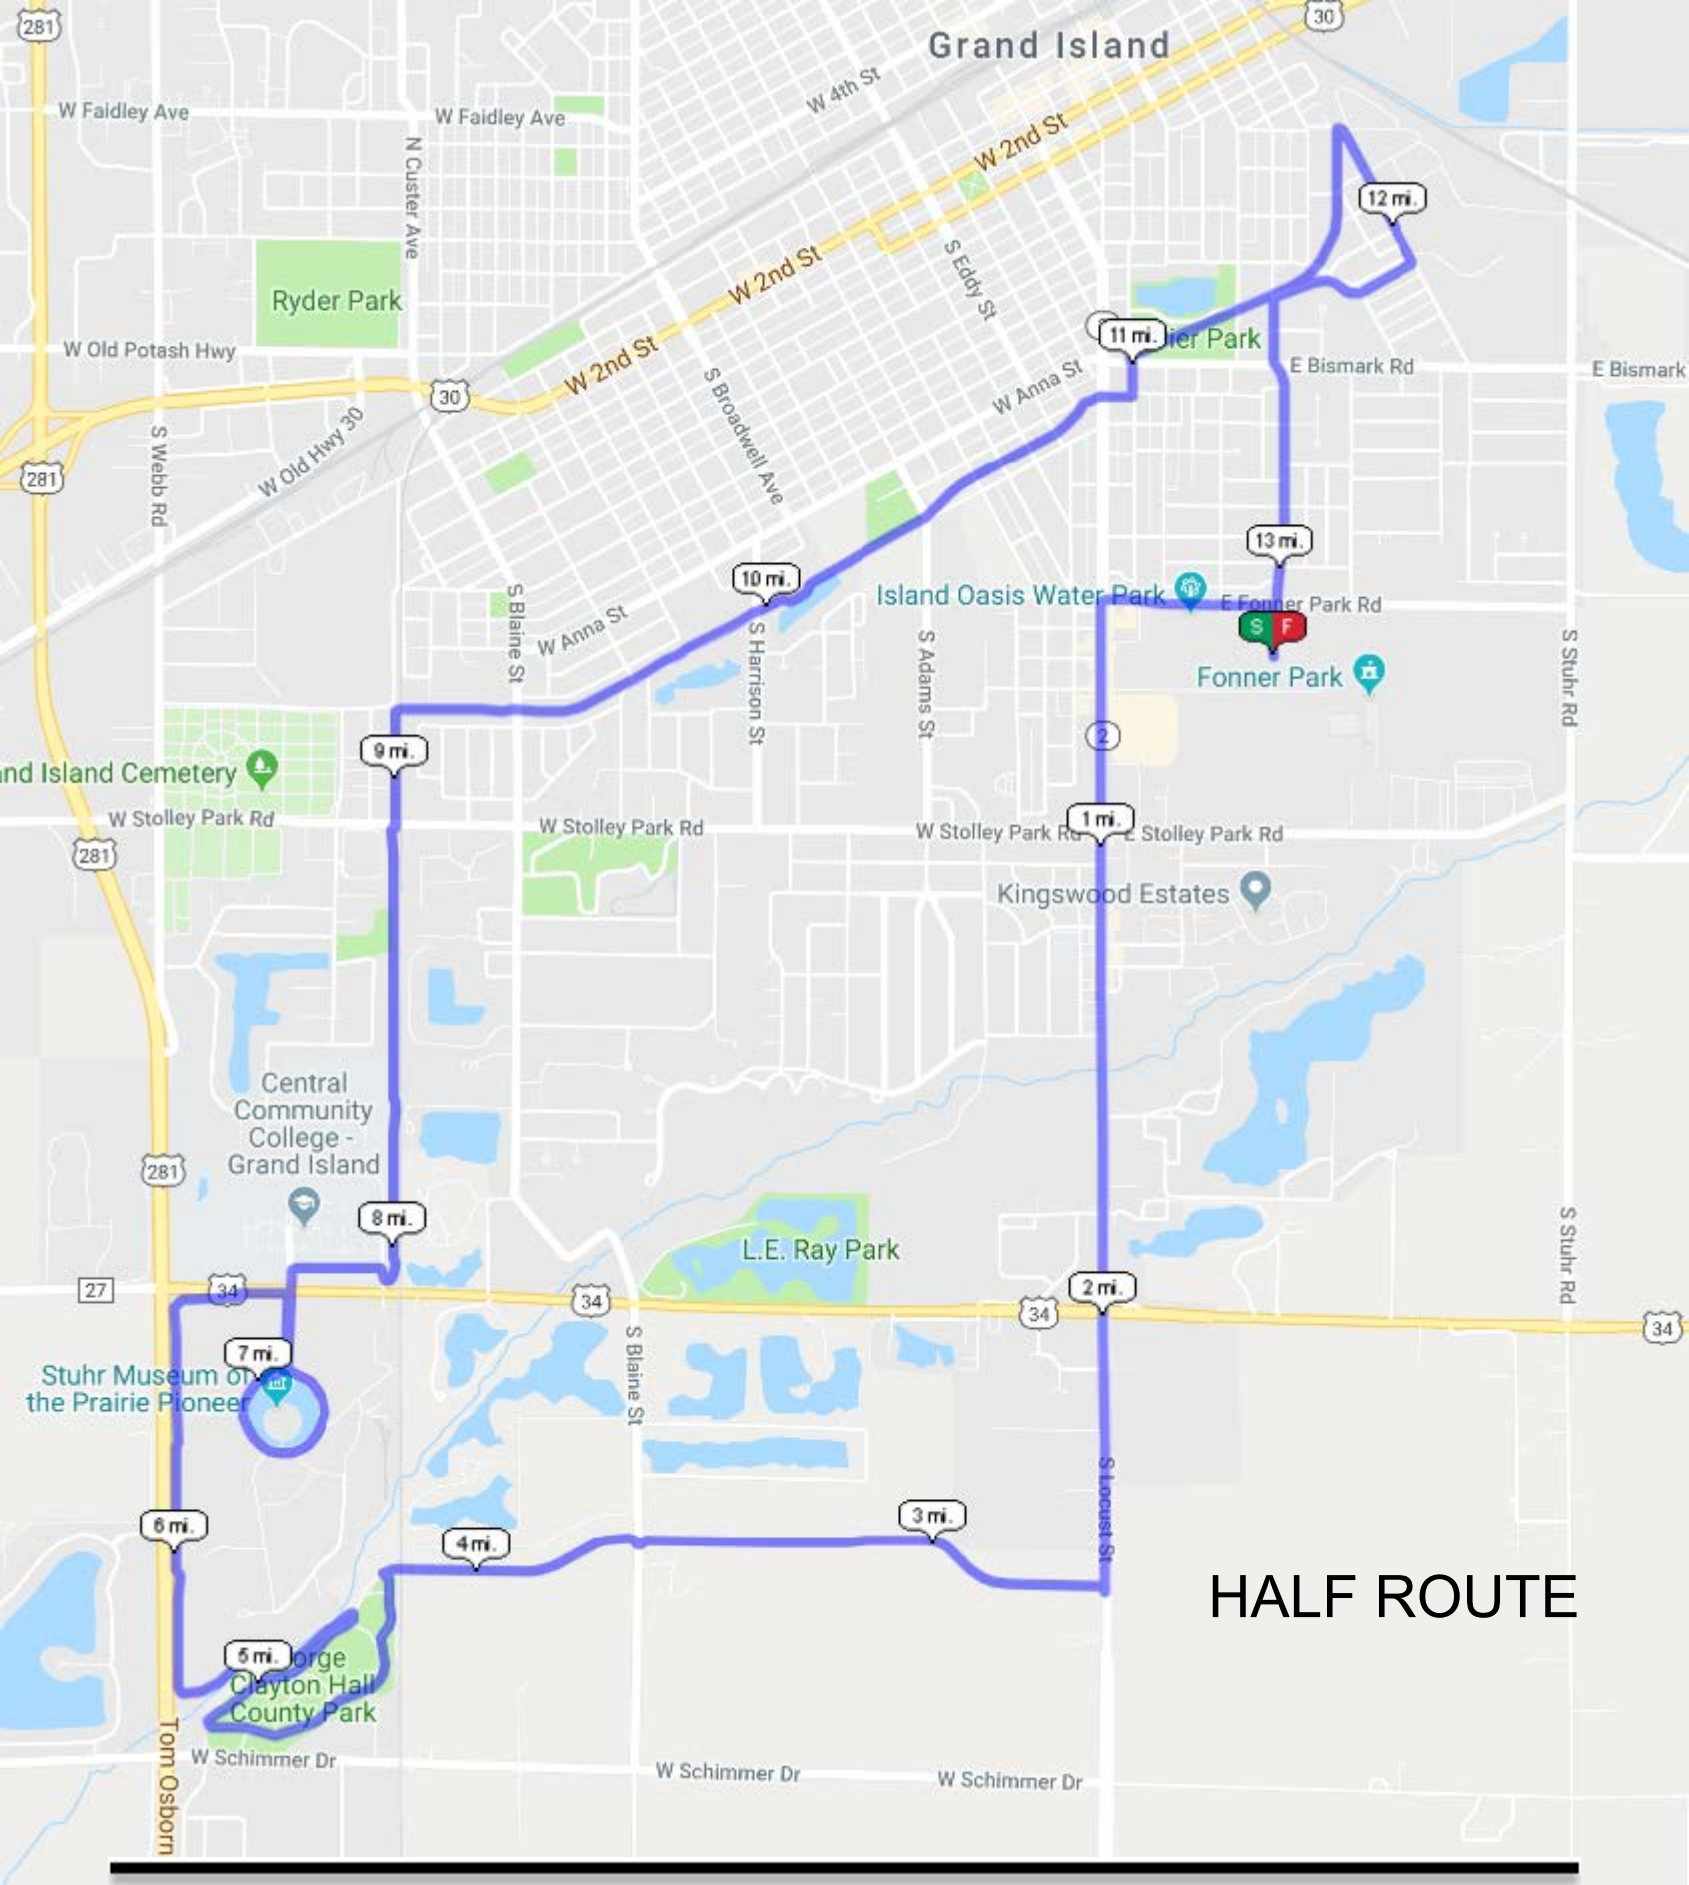 281
30
Grand Island
W 4th St
W Faidley Ave
W Faidley Ave
W 2nd St
N Custer Ave
12 mi.
S Eddy St
W 2nd St
Ryder Park
11 mi.
ier Park
W Old Potash Hwy
W 2nd St
E Bismark Rd
E Bismark
30
W Anna St
S Broadwell Ave
W Old Hwy 30
S Webb Rd
281
13 mi.
10 mi.
Island Oasis Water Park
E Fonner Park Rd
S F
S Blaine St
W Anna St
S Harrison St
S Adams St
Fonner Park
S Stuhr Rd
2
9 mi.
and Island Cemetery
W Stolley Park Rd
W Stolley Park Rd
W Stolley Park Rd
1 mi.
E Stolley Park Rd
281
Kingswood Estates
Central
Community
College -
Grand Island
281
8 mi.
L.E. Ray Park
S Stuhr Rd
27
34
34
2 mi.
34
34
7 mi.
Stuhr Museum of
the Prairie Pioneer
S Blaine St
S Locust St
6 mi.
3 mi.
4 mi.
HALF ROUTE
5 mi.
orge
Clayton Hall
County Park
Tom Osborn
W Schimmer Dr
W Schimmer Dr
W Schimmer Dr